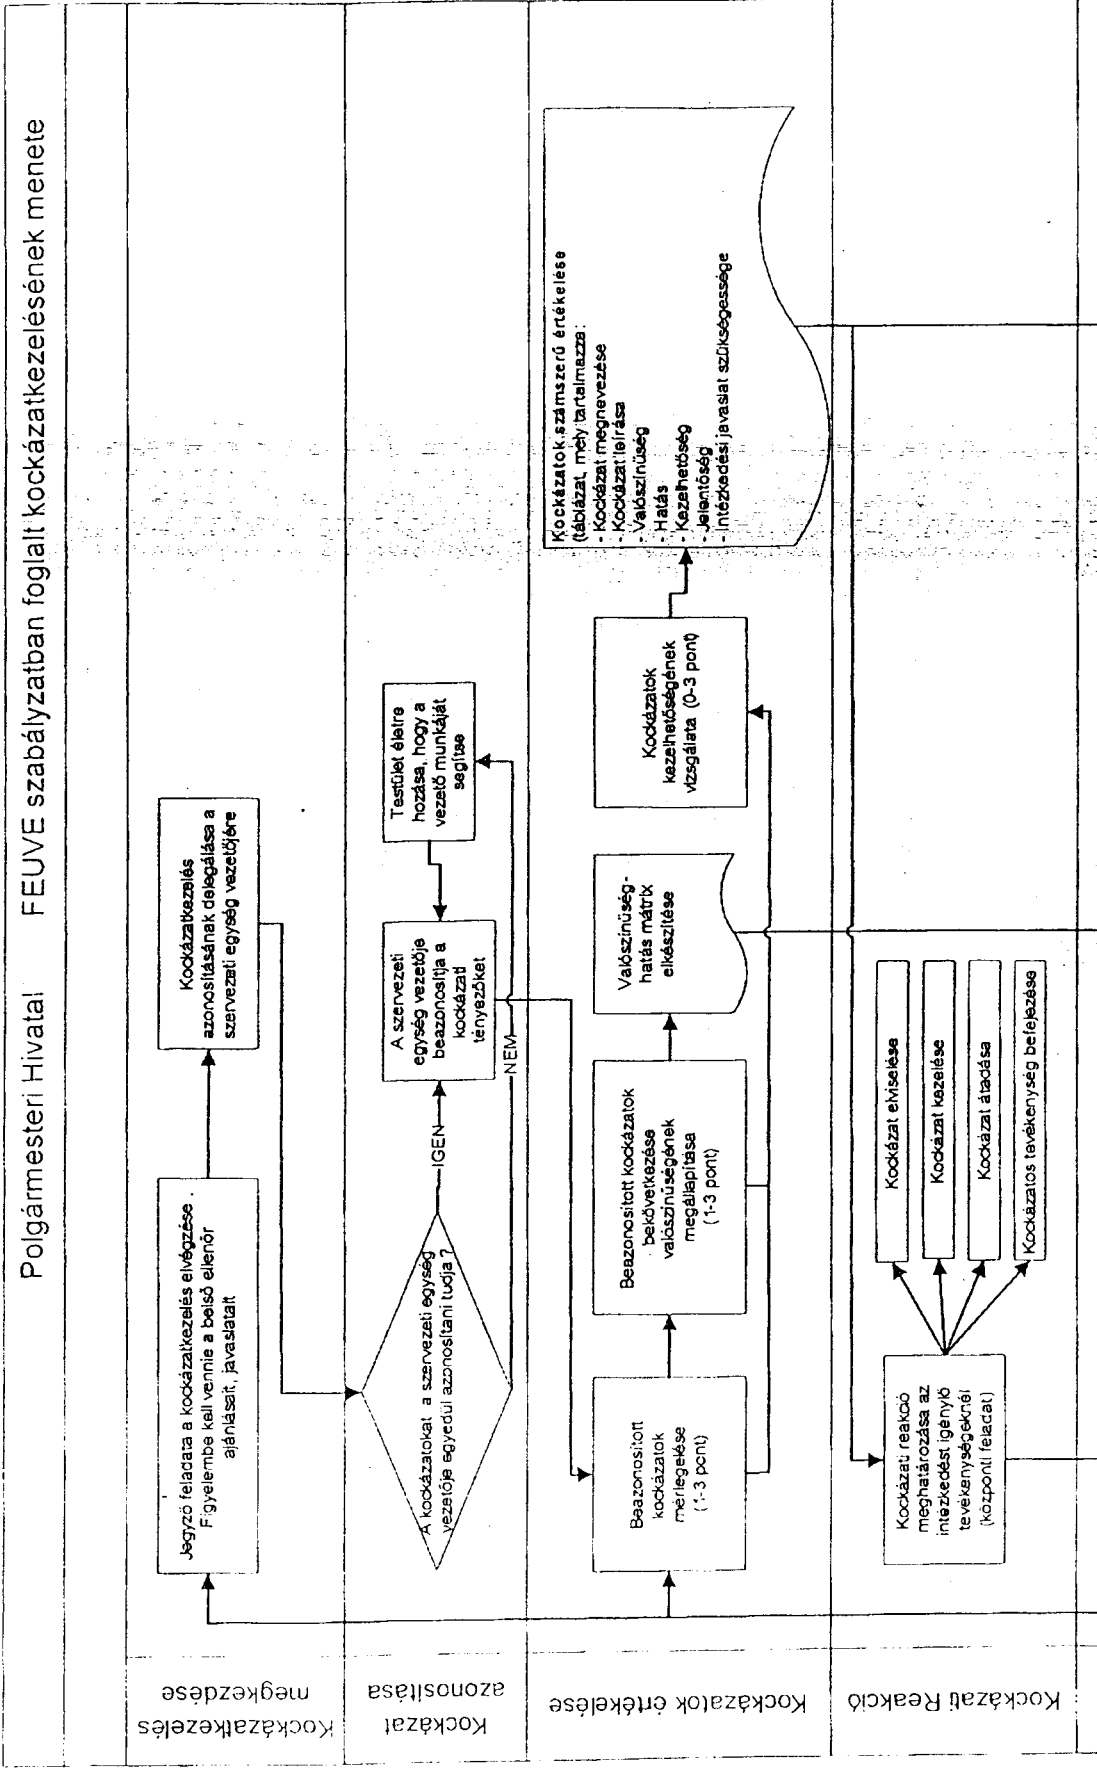 Polgármesteri Hivatal FEUVE szabályzatban foglalt kockázatkezelésének menete
Kockázatkezelés
megkezdése
Jegyző feladata a kockázatkezelés elvégzése.
Figyelembe kell vennie a belső ellenőr
ajánlásait, javaslatait
Kockázatkezelés
azonosításának delegálása a
szervezeti egység vezetőjére
Kockázat
azonosítása
A kockázatokat a szervezeti egység
vezetője egyedül azonosítani tudja?
IGEN
NEM
A szervezeti
egység vezetője
beazonosítja a
kockázati
tényezőket
Testület életre
hozása, hogy a
vezető munkáját
segítse
Kockázatok értékelése
Beazonosított
kockázatok
mérlegelése
(1-3 pont)
Beazonosított kockázatok
bekövetkezése
valószínűségének
megállapítása
(1-3 pont)
Valószínűség-
hatás mátrix
elkészítése
Kockázatok
kezelhetőségének
vizsgálata (0-3 pont)
Kockázatok számszerű értékelése
(táblázat, mely tartalmazza:
- Kockázat megnevezése
- Kockázat leírása
- Valószínűség
- Hatás
- Kezelhetőség
- Jelentőség
- Intézkedési javaslat szükségessége
Kockázati Reakció
Kockázati reakció
meghatározása az
intézkedést igénylő
tevékenységeknél
(központi feladat)
Kockázat elviselése
Kockázat kezelése
Kockázat átadása
Kockázatos tevékenység befejezése